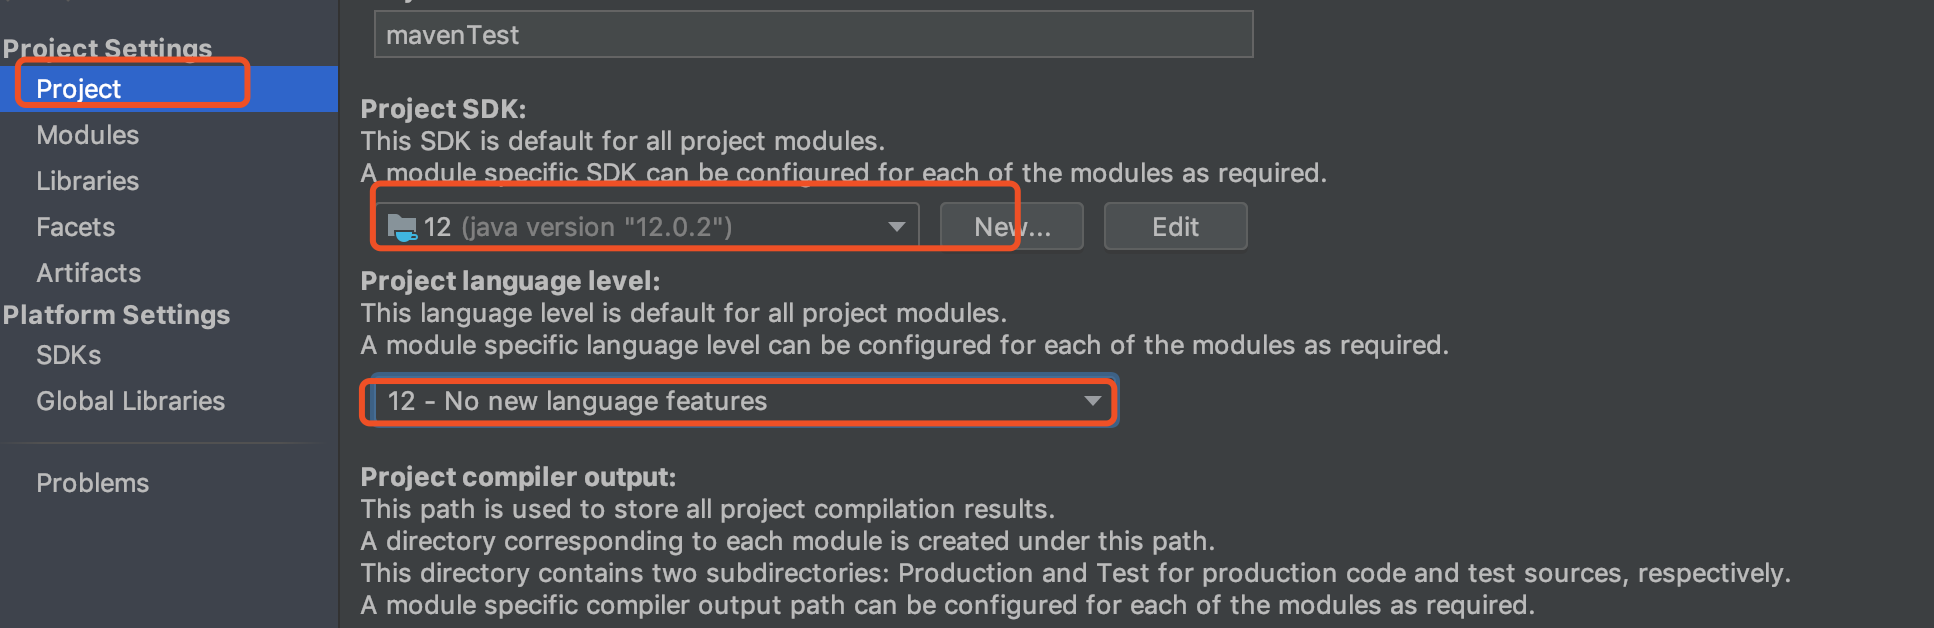 Project Settings
Project
Modules
Libraries
Facets
Artifacts
Platform Settings
SDKs
Global Libraries
Problems
mavenTest
Project SDK:
This SDK is default for all project modules.
A module specific SDK can be configured for each of the modules as required.
12 (java version "12.0.2")
New...
Edit
Project language level:
This language level is default for all project modules.
A module specific language level can be configured for each of the modules as required.
12 - No new language features
Project compiler output:
This path is used to store all project compilation results.
A directory corresponding to each module is created under this path.
This directory contains two subdirectories: Production and Test for production code and test sources, respectively.
A module specific compiler output path can be configured for each of the modules as required.